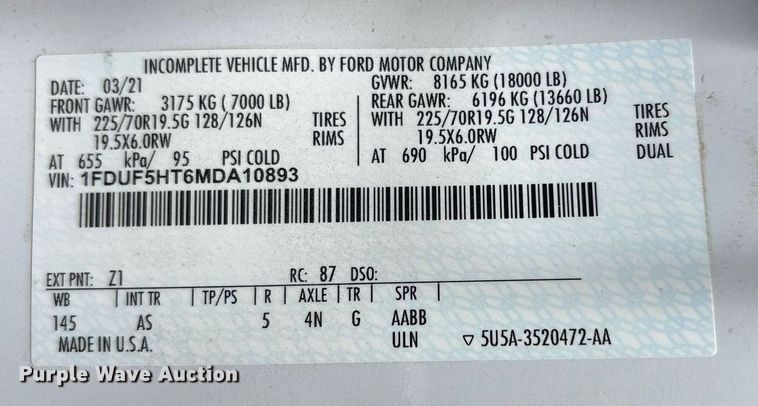 INCOMPLETE VEHICLE MFD. BY FORD MOTOR COMPANY
DATE: 03/21 GVWR: 8165 KG (18000 LB)
FRONT GAWR: 3175 KG ( 7000 LB) REAR GAWR: 6196 KG (13660 LB)
WITH 225/70R19.5G 128/126N TIRES WITH 225/70R19.5G 128/126N TIRES
19.5X6.0RW RIMS 19.5X6.0RW RIMS
AT 655 kPa/ 95 PSI COLD AT 690 kPa/ 100 PSI COLD DUAL
VIN: 1FDUF5HT6MDA10893
EXT PNT: Z1 RC: 87 DSO:
WB INT TR TP/PS R AXLE TR SPR
145 AS 5 4N G AABB
MADE IN U.S.A. ULN ▽ 5U5A-3520472-AA
Purple Wave Auction